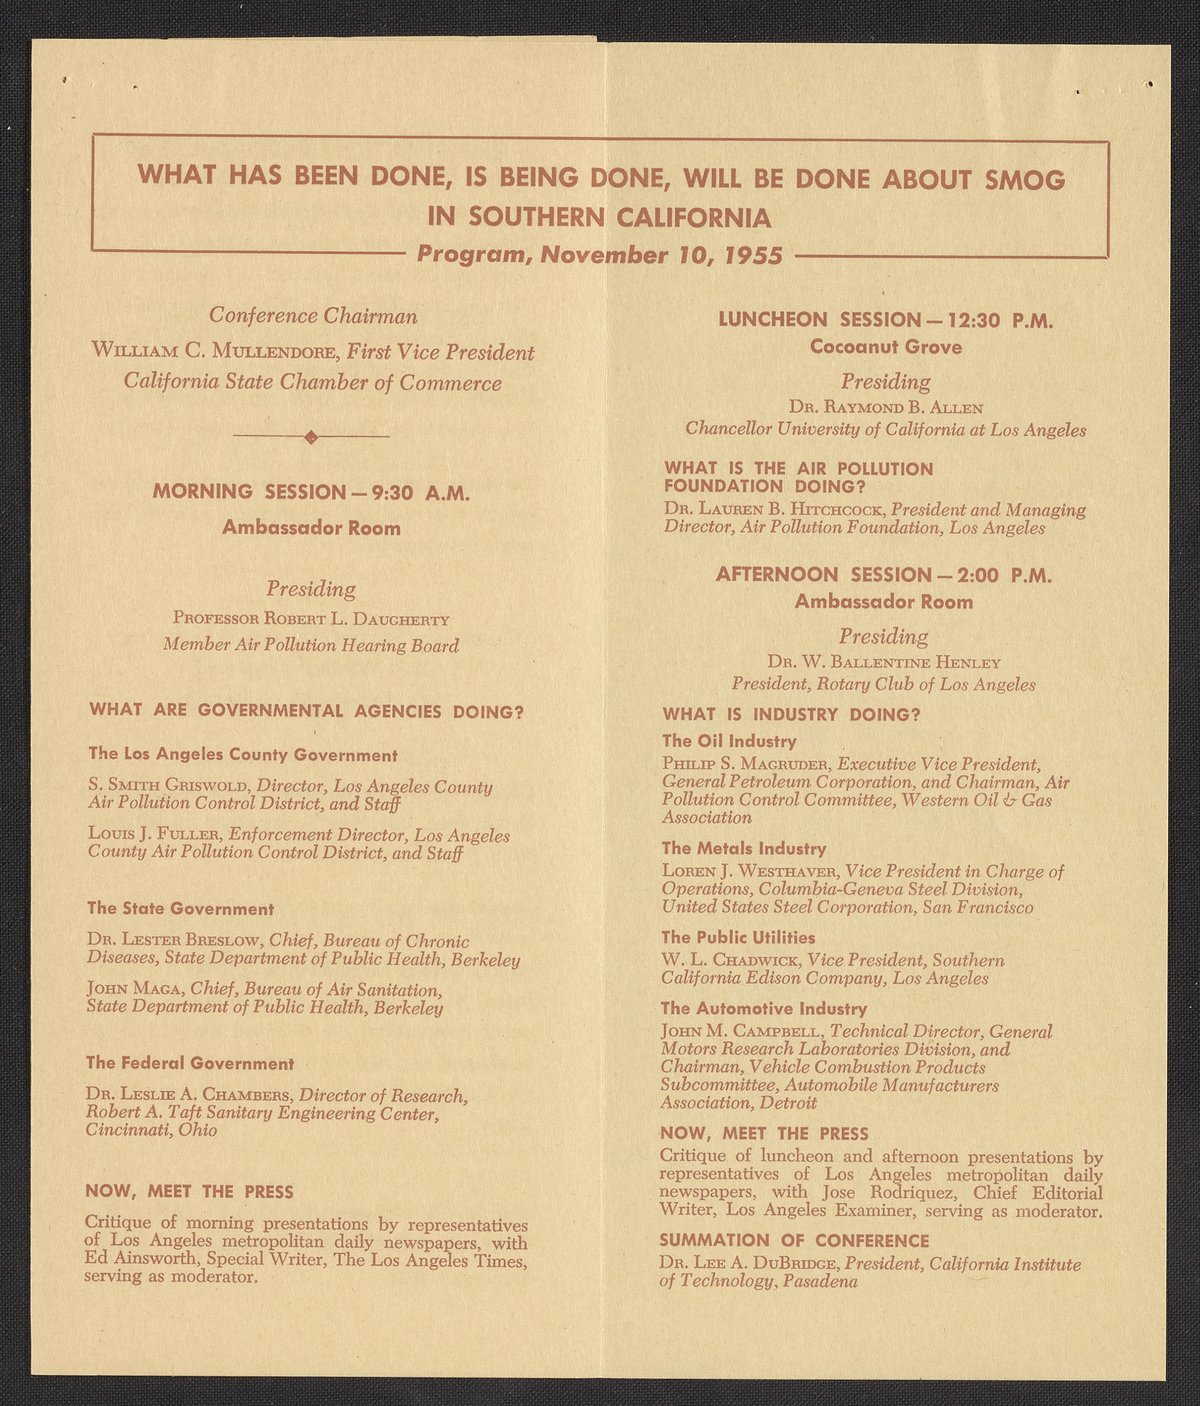 WHAT HAS BEEN DONE, IS BEING DONE, WILL BE DONE ABOUT SMOG
IN SOUTHERN CALIFORNIA
Program, November 10, 1955
Conference Chairman
WILLIAM C. MULLENDORE, First Vice President
California State Chamber of Commerce
MORNING SESSION — 9:30 A.M.
Ambassador Room
Presiding
PROFESSOR ROBERT L. DAUGHERTY
Member Air Pollution Hearing Board
WHAT ARE GOVERNMENTAL AGENCIES DOING?
The Los Angeles County Government
S. SMITH GRISWOLD, Director, Los Angeles County
Air Pollution Control District, and Staff
LOUIS J. FULLER, Enforcement Director, Los Angeles
County Air Pollution Control District, and Staff
The State Government
DR. LESTER BRESLOW, Chief, Bureau of Chronic
Diseases, State Department of Public Health, Berkeley
JOHN MAGA, Chief, Bureau of Air Sanitation,
State Department of Public Health, Berkeley
The Federal Government
DR. LESLIE A. CHAMBERS, Director of Research,
Robert A. Taft Sanitary Engineering Center,
Cincinnati, Ohio
NOW, MEET THE PRESS
Critique of morning presentations by representatives
of Los Angeles metropolitan daily newspapers, with
Ed Ainsworth, Special Writer, The Los Angeles Times,
serving as moderator.
LUNCHEON SESSION — 12:30 P.M.
Cocoanut Grove
Presiding
DR. RAYMOND B. ALLEN
Chancellor University of California at Los Angeles
WHAT IS THE AIR POLLUTION
FOUNDATION DOING?
DR. LAUREN B. HITCHCOCK, President and Managing
Director, Air Pollution Foundation, Los Angeles
AFTERNOON SESSION — 2:00 P.M.
Ambassador Room
Presiding
DR. W. BALLENTINE HENLEY
President, Rotary Club of Los Angeles
WHAT IS INDUSTRY DOING?
The Oil Industry
PHILIP S. MAGRUDER, Executive Vice President,
General Petroleum Corporation, and Chairman, Air
Pollution Control Committee, Western Oil & Gas
Association
The Metals Industry
LOREN J. WESTHAVER, Vice President in Charge of
Operations, Columbia-Geneva Steel Division,
United States Steel Corporation, San Francisco
The Public Utilities
W. L. CHADWICK, Vice President, Southern
California Edison Company, Los Angeles
The Automotive Industry
JOHN M. CAMPBELL, Technical Director, General
Motors Research Laboratories Division, and
Chairman, Vehicle Combustion Products
Subcommittee, Automobile Manufacturers
Association, Detroit
NOW, MEET THE PRESS
Critique of luncheon and afternoon presentations by
representatives of Los Angeles metropolitan daily
newspapers, with Jose Rodriquez, Chief Editorial
Writer, Los Angeles Examiner, serving as moderator.
SUMMATION OF CONFERENCE
DR. LEE A. DUBRIDGE, President, California Institute
of Technology, Pasadena